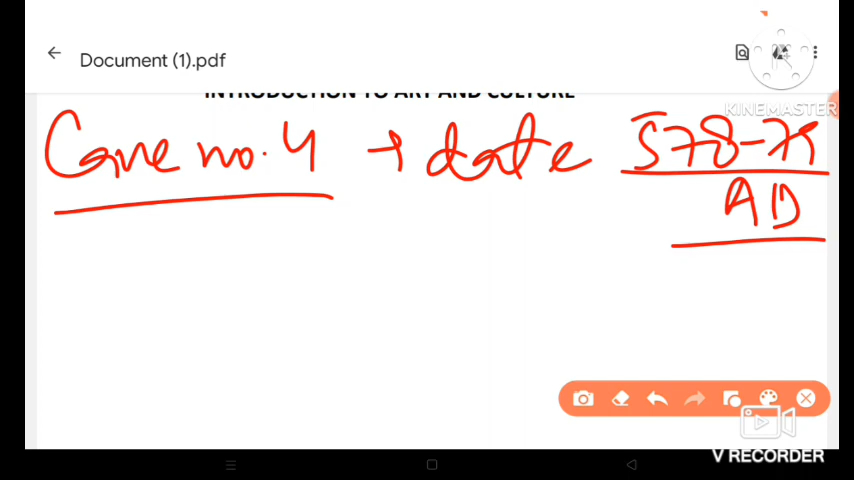 Document (1).pdf
KINEMASTER
INTRODUCTION TO ART AND CULTURE
Cave no. 4 → date 578-79
AD
V RECORDER